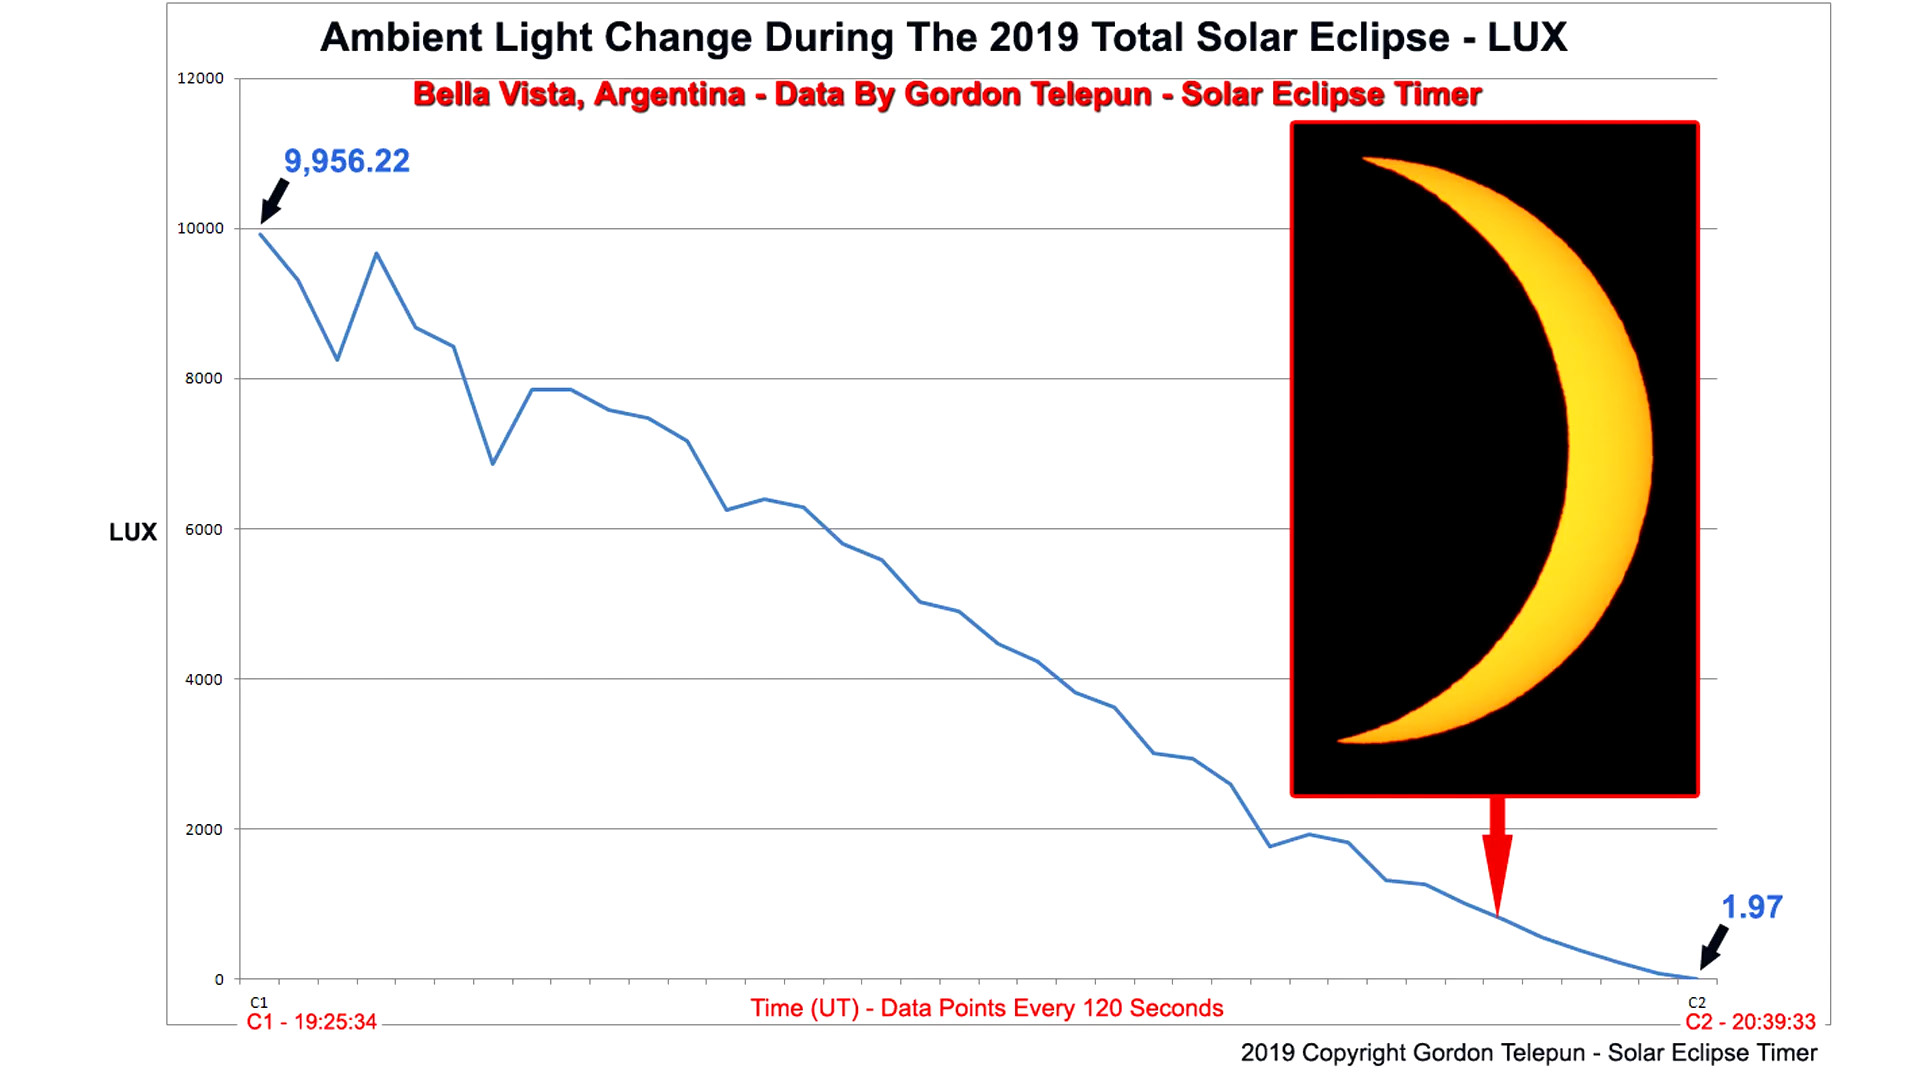 Ambient Light Change During The 2019 Total Solar Eclipse - LUX
12000
Bella Vista, Argentina - Data By Gordon Telepun - Solar Eclipse Timer
9,956.22
10000
8000
LUX
6000
4000
2000
1.97
0
C1
C2
Time (UT) - Data Points Every 120 Seconds
C1 - 19:25:34
C2 - 20:39:33
2019 Copyright Gordon Telepun - Solar Eclipse Timer